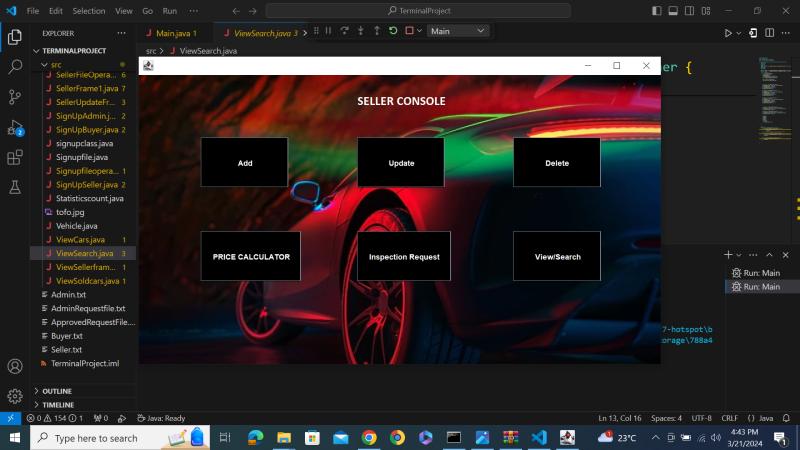 File Edit Selection View Go Run ··· TerminalProject
EXPLORER ··· Main.java 1 ViewSearch.java 3 Main
TERMINALPROJECT src > ViewSearch.java
src
SellerFileOpera... 6
SellerFrame1.java 7
SellerUpdateFr... 3
SignUpAdmin.j... 2
SignUpBuyer.java 2
signupclass.java
Signupfile.java
Signupfileopera... 1
SignUpSeller.java 2
Statisticscount.java
tofo.jpg
Vehicle.java
ViewCars.java 1
ViewSearch.java 3
ViewSellerfram... 1
ViewSoldcars.java 1
Admin.txt
AdminRequestfile.txt
ApprovedRequestFile....
Buyer.txt
Seller.txt
TerminalProject.iml
OUTLINE
TIMELINE
er {
SELLER CONSOLE
Add Update Delete
PRICE CALCULATOR Inspection Request View/Search
Run: Main
Run: Main
7-hotspot\b
orage\788a4
0 154 1 0 Java: Ready Ln 13, Col 16 Spaces: 4 UTF-8 CRLF {} Java
Type here to search 1 23°C 4:43 PM
3/21/2024